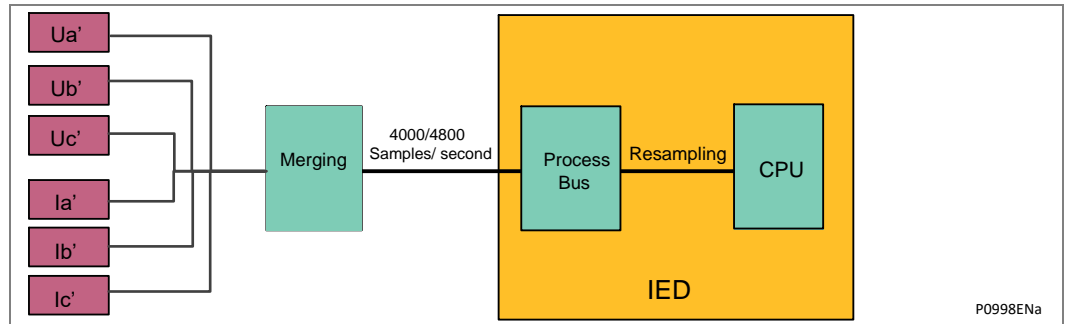 Ua’
Ub’
Uc’
Ia’
Ib’
Ic’
Merging
4000/4800
Samples/ second
Process
Bus
Resampling
CPU
IED
P0998ENa